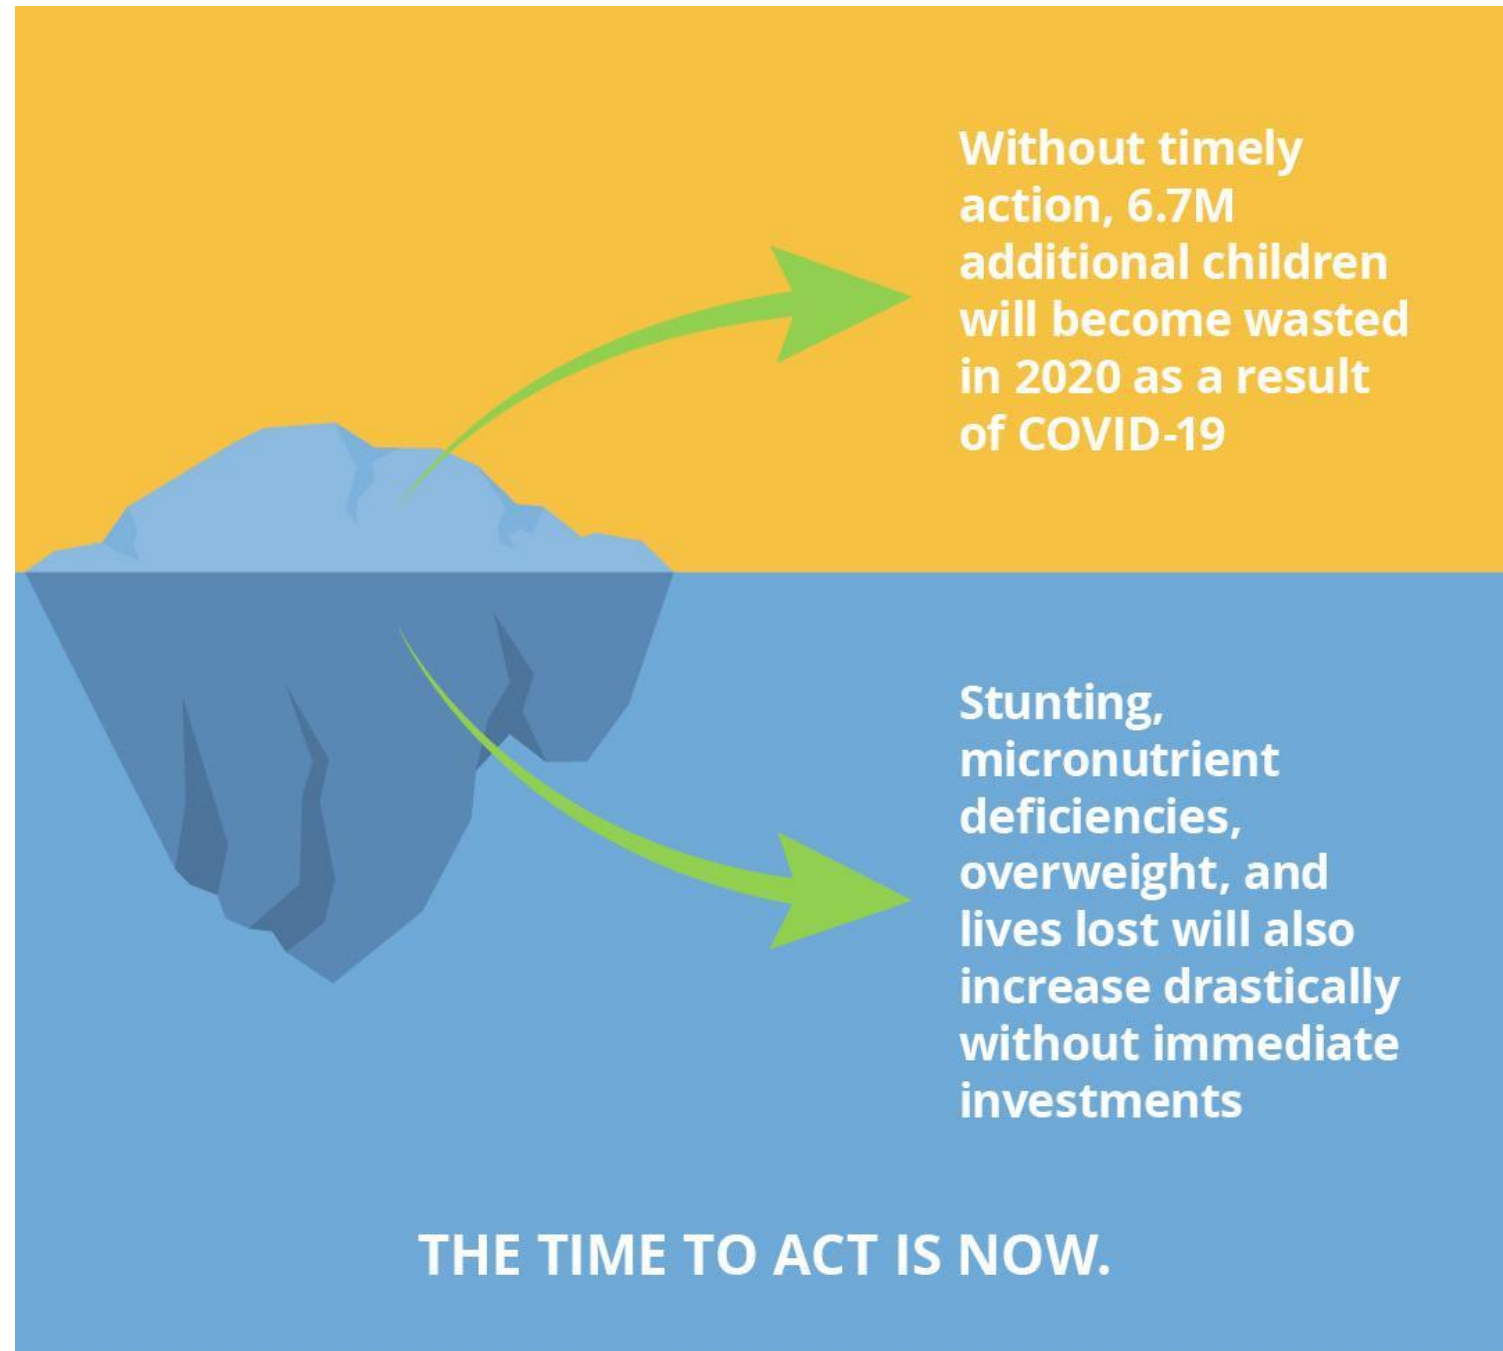 Without timely
action, 6.7M
additional children
will become wasted
in 2020 as a result
of COVID-19
Stunting,
micronutrient
deficiencies,
overweight, and
lives lost will also
increase drastically
without immediate
investments
THE TIME TO ACT IS NOW.